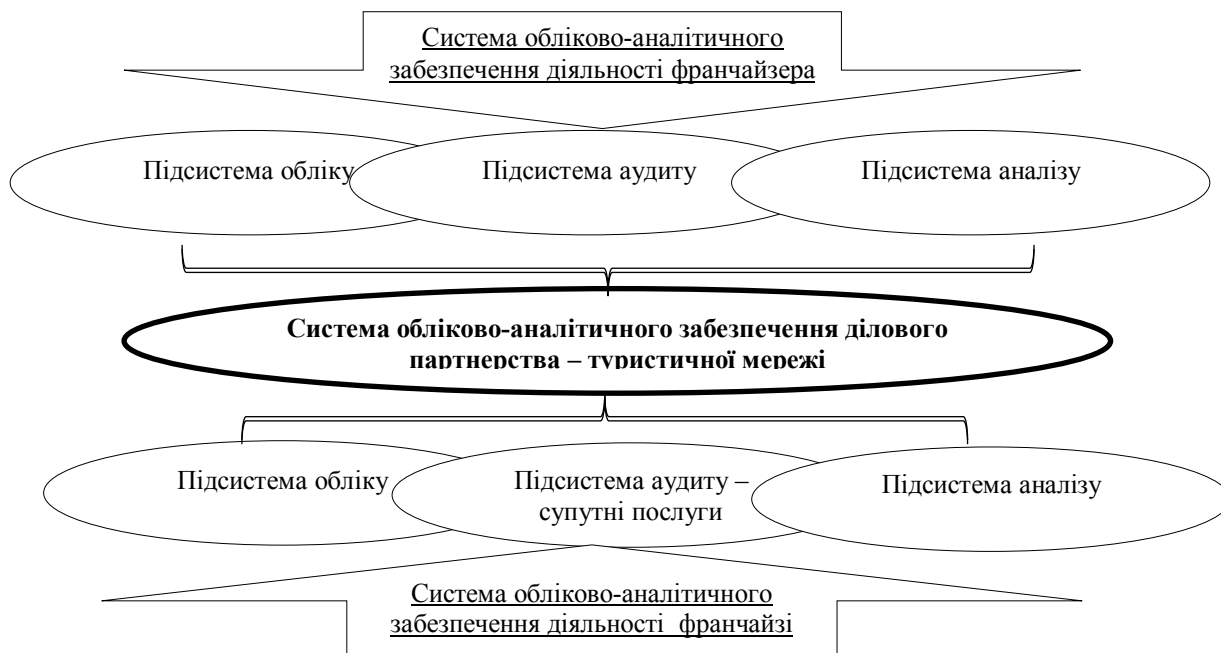 Система обліково-аналітичного
забезпечення діяльності франчайзера
Підсистема обліку
Підсистема аудиту
Підсистема аналізу
Система обліково-аналітичного забезпечення ділового
партнерства – туристичної мережі
Підсистема обліку
Підсистема аудиту –
супутні послуги
Підсистема аналізу
Система обліково-аналітичного
забезпечення діяльності франчайзі